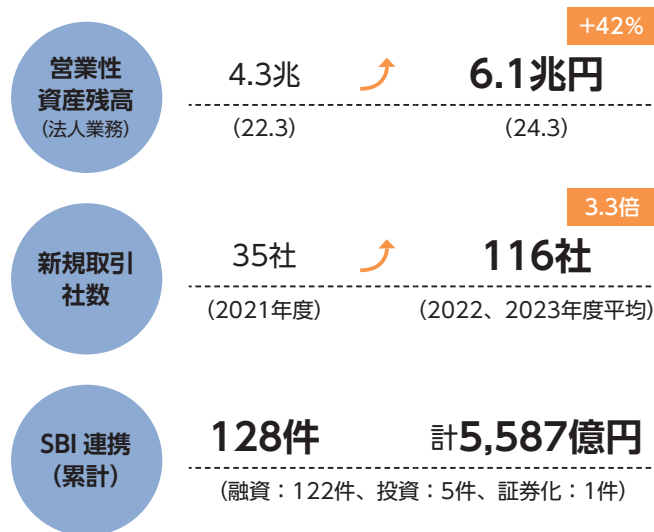 営業性
資産残高
(法人業務)
+42%
4.3兆
6.1兆円
(22.3)
(24.3)
新規取引
社数
3.3倍
35社
116社
(2021年度)
(2022、2023年度平均)
SBI 連携
(累計)
128件
計5,587億円
(融資：122件、投資：5件、証券化：1件)